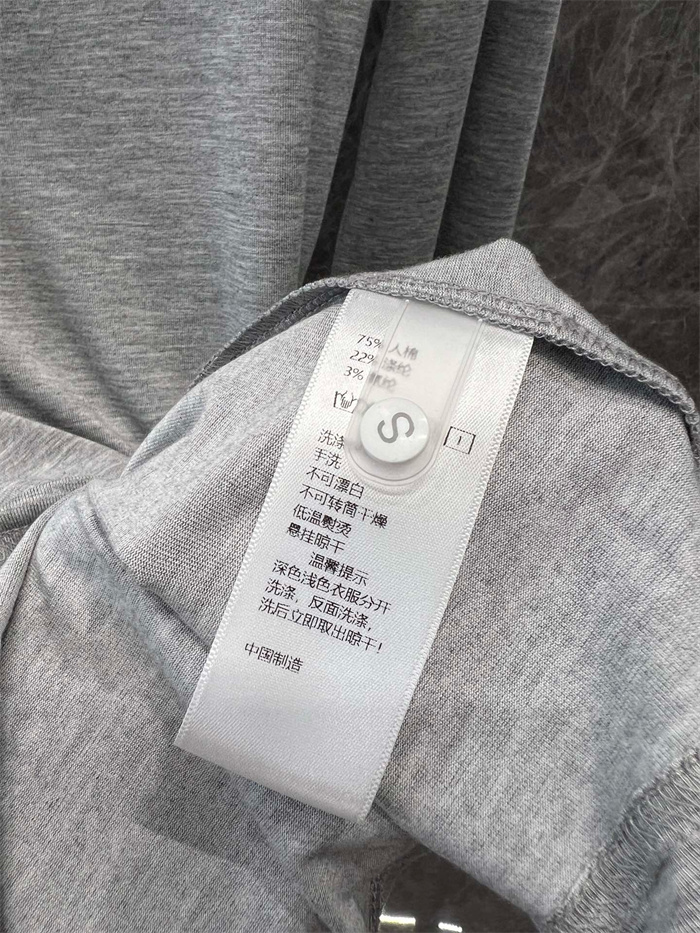 75% 人棉
22% 涤纶
3% 氨纶
S
洗涤
手洗
不可漂白
不可转筒干燥
低温熨烫
悬挂晾干
温馨提示
深色浅色衣服分开
洗涤，反面洗涤，
洗后立即取出晾干！
中国制造